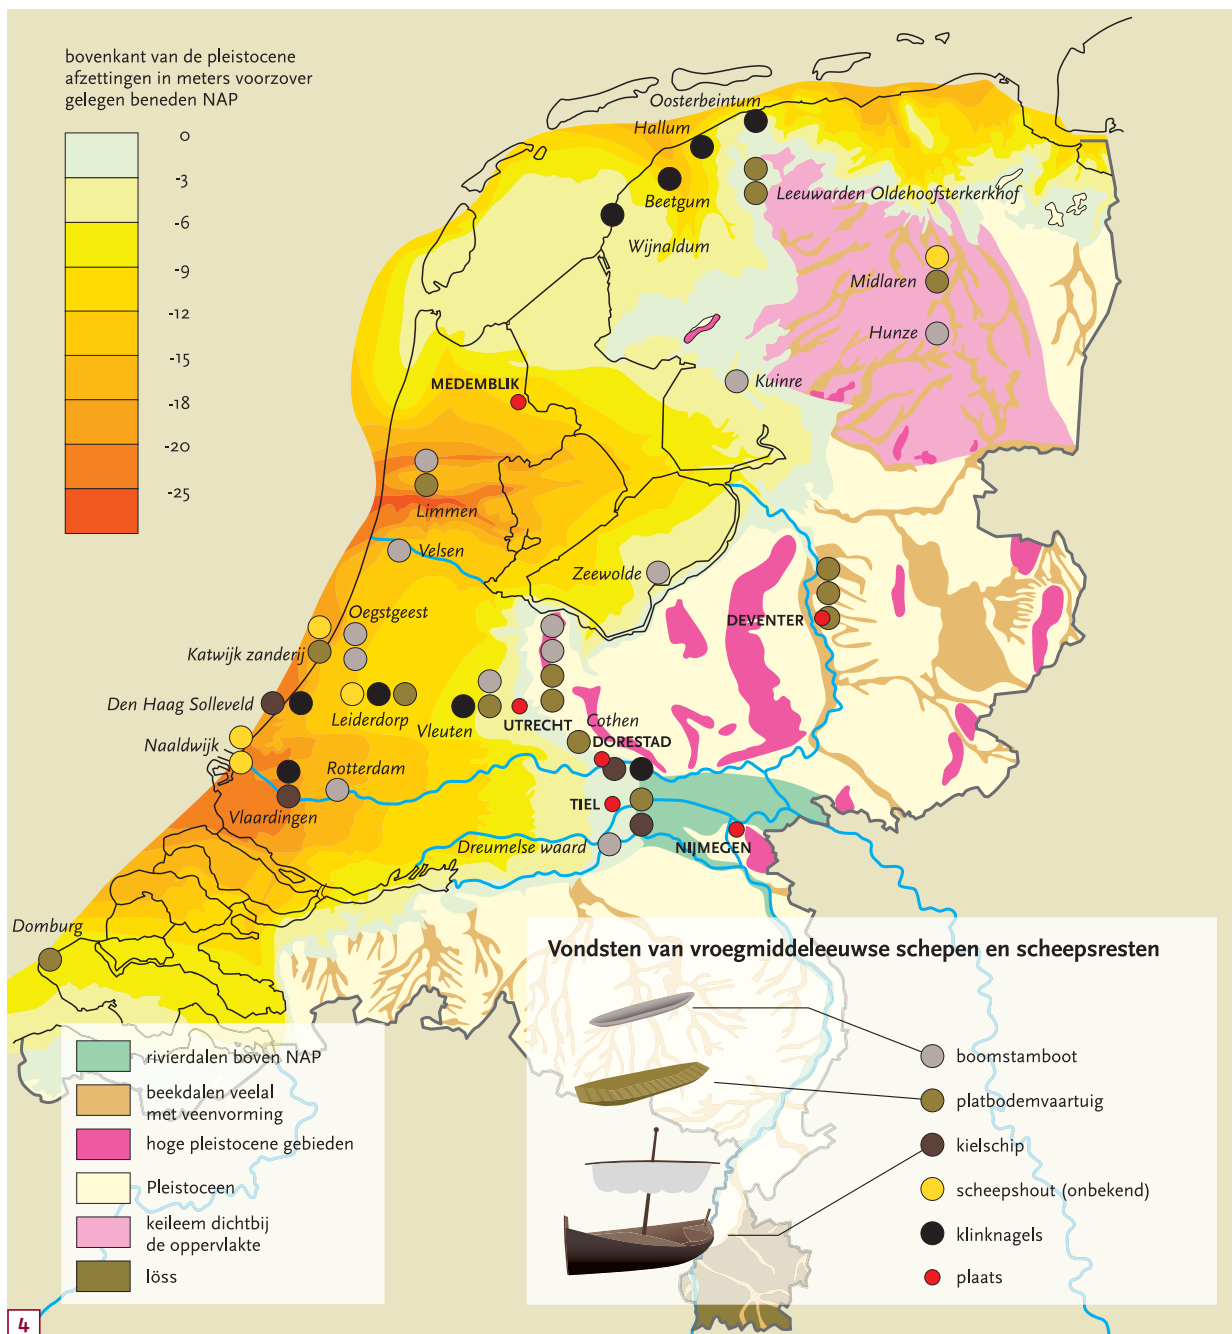 bovenkant van de pleistocene
afzettingen in meters voorzover
gelegen beneden NAP
0
-3
-6
-9
-12
-15
-18
-20
-25
Oosterbeintum
Hallum
Beetgum
Leeuwarden Oldehoofsterkerkhof
Wijnaldum
Midlaren
Hunze
Kuinre
MEDEMBLIK
Limmen
Velsen
Zeewolde
Oegstgeest
DEVENTER
Katwijk zanderij
Den Haag Solleveld
Leiderdorp
Vleuten
UTRECHT
Cothen
DORESTAD
Naaldwijk
Rotterdam
Vlaardingen
TIEL
Dreumelse waard
NIJMEGEN
Domburg
Vondsten van vroegmiddeleeuwse schepen en scheepsresten
boomstamboot
platbodemvaartuig
kielschip
scheepshout (onbekend)
klinknagels
plaats
rivierdalen boven NAP
beekdalen veelal
met veenvorming
hoge pleistocene gebieden
Pleistoceen
keileem dichtbij
de oppervlakte
löss
4